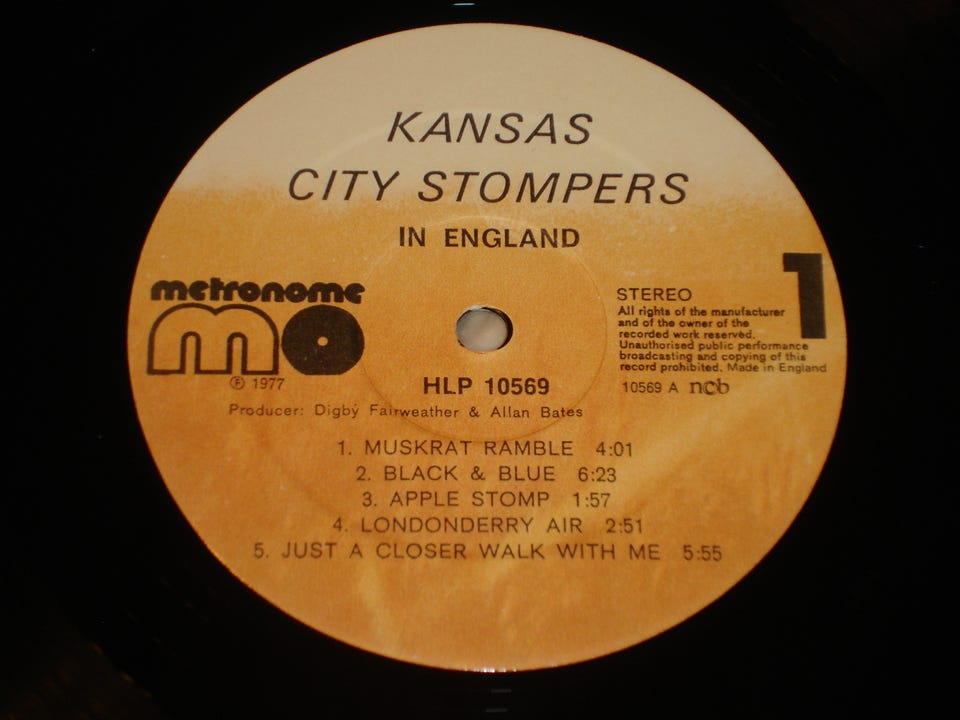 KANSAS
CITY STOMPERS
IN ENGLAND
metronome
mo
℗ 1977
STEREO
1
All rights of the manufacturer
and of the owner of the
recorded work reserved.
Unauthorised public performance
broadcasting and copying of this
record prohibited. Made in England
10569 A ncb
HLP 10569
Producer: Digby Fairweather & Allan Bates
1. MUSKRAT RAMBLE 4:01
2. BLACK & BLUE 6:23
3. APPLE STOMP 1:57
4. LONDONDERRY AIR 2:51
5. JUST A CLOSER WALK WITH ME 5:55